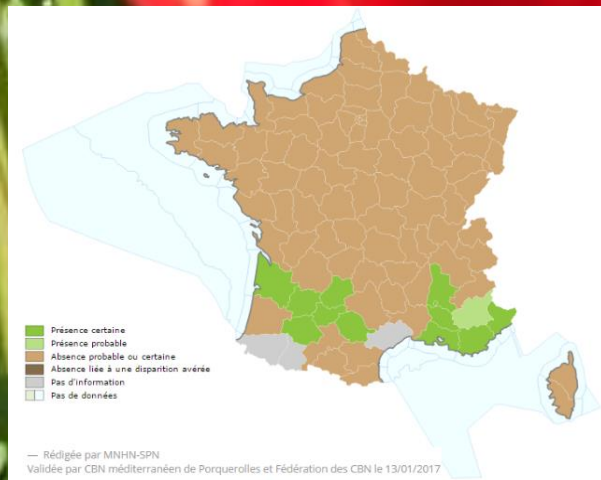 Présence certaine
Présence probable
Absence probable ou certaine
Absence liée à une disparition avérée
Pas d'information
Pas de données
— Rédigée par MNHN-SPN
Validée par CBN méditerranéen de Porquerolles et Fédération des CBN le 13/01/2017